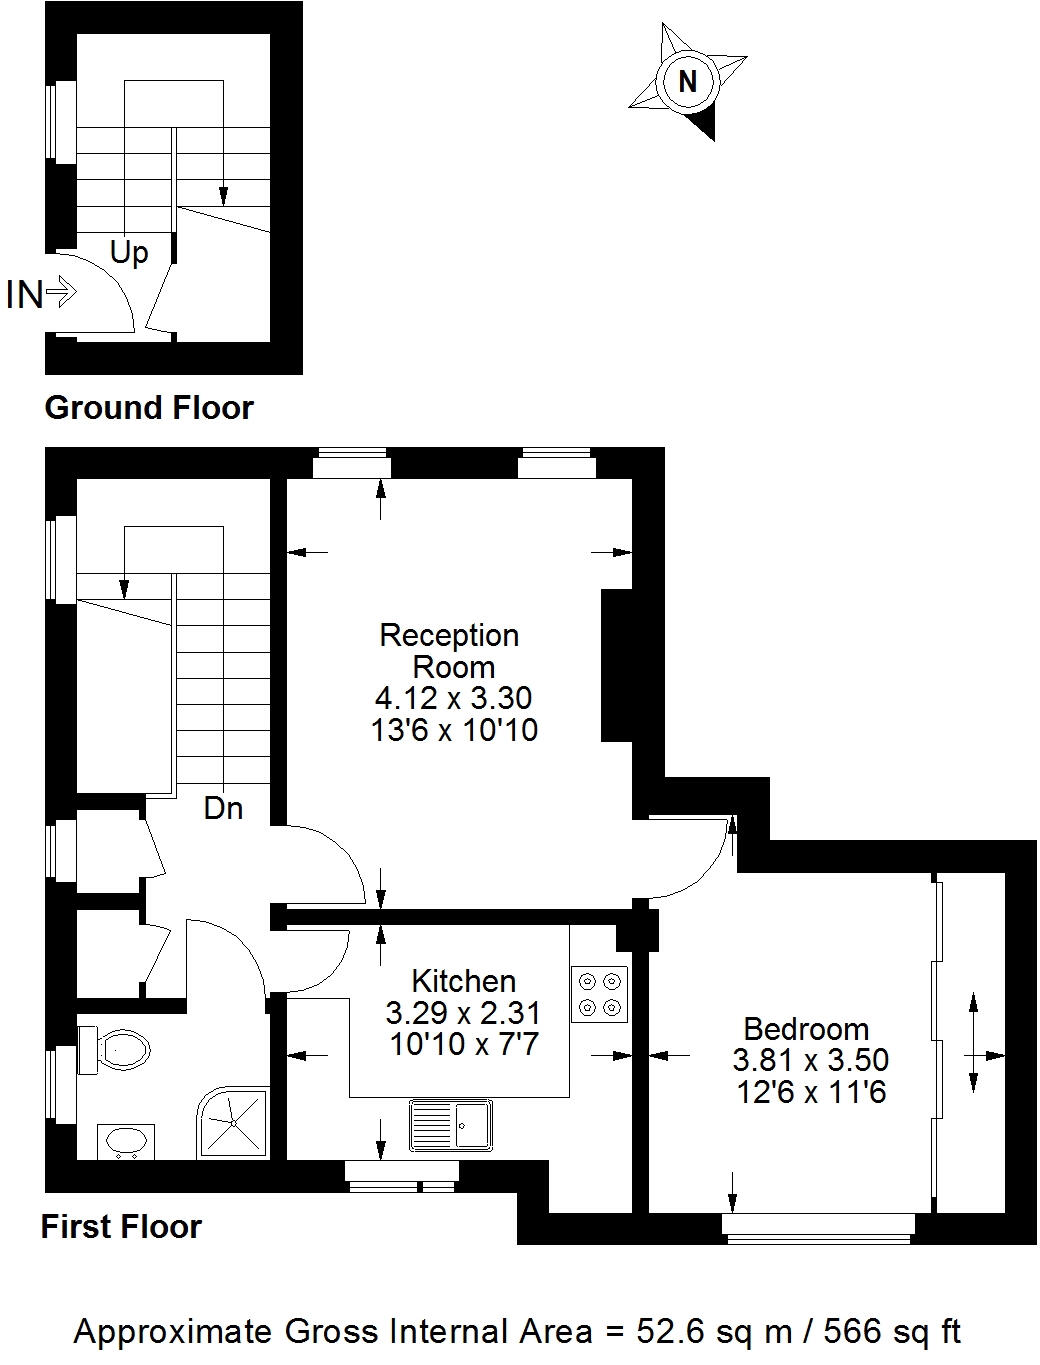 N
Up
IN
Ground Floor
Reception
Room
4.12 x 3.30
13'6 x 10'10
Dn
Kitchen
3.29 x 2.31
10'10 x 7'7
Bedroom
3.81 x 3.50
12'6 x 11'6
First Floor
Approximate Gross Internal Area = 52.6 sq m / 566 sq ft